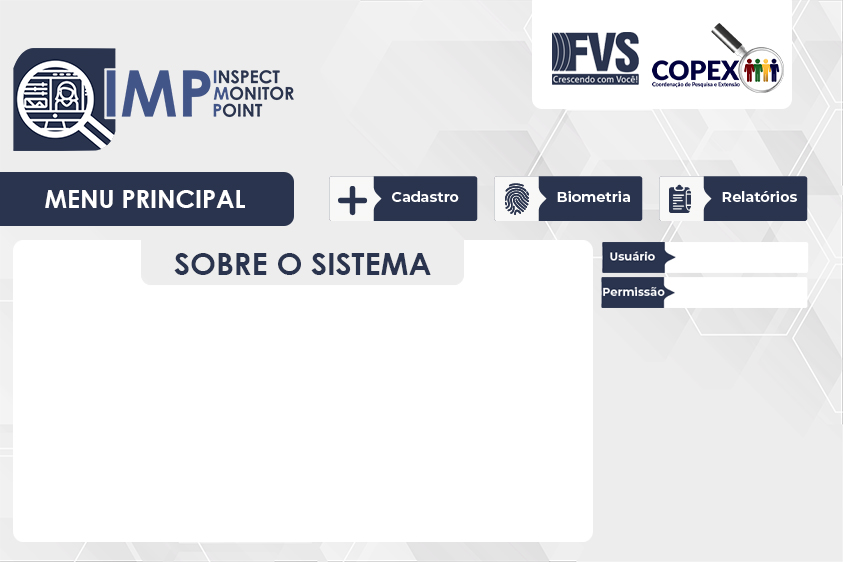 IMP
INSPECT
MONITOR
POINT
FVS
Crescendo com Você!
COPEX
Coordenação de Pesquisa e Extensão
MENU PRINCIPAL
Cadastro
Biometria
Relatórios
SOBRE O SISTEMA
Usuário
Permissão